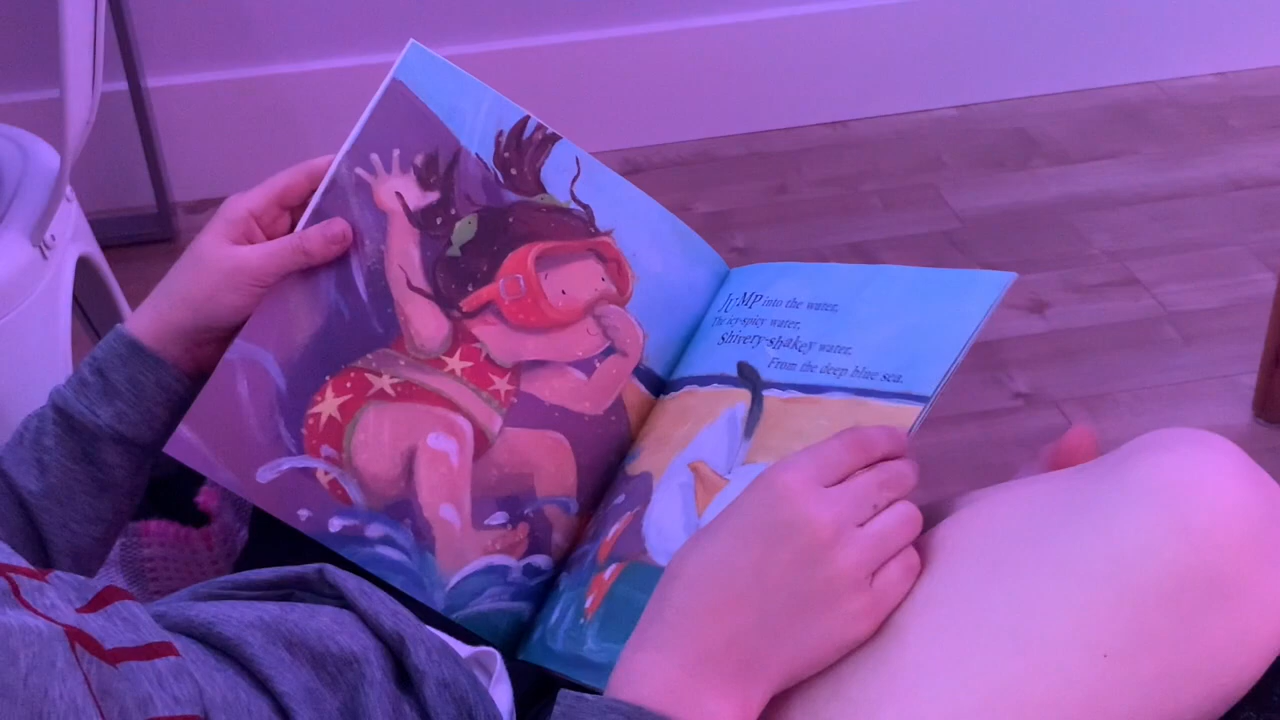 JUMP into the water,
The icy-spicy water,
Shivery-shakey water,
From the deep blue sea.